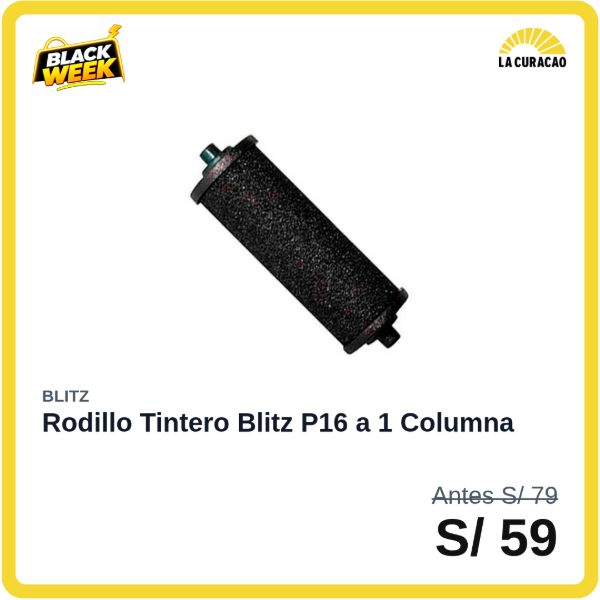 BLACK
WEEK
LA CURACAO
BLITZ
Rodillo Tintero Blitz P16 a 1 Columna
Antes S/ 79
S/ 59